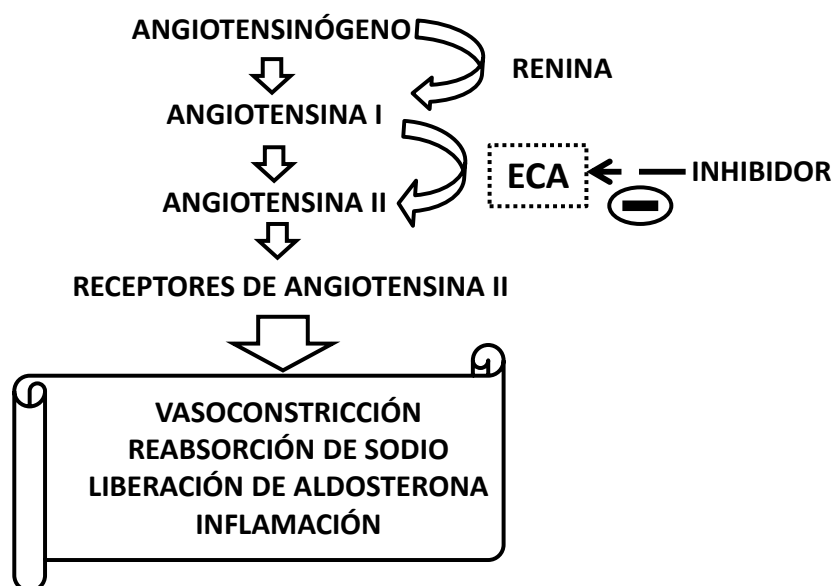 ANGIOTENSINÓGENO
RENINA
ANGIOTENSINA I
ECA
INHIBIDOR
ANGIOTENSINA II
RECEPTORES DE ANGIOTENSINA II
VASOCONSTRICCIÓN
REABSORCIÓN DE SODIO
LIBERACIÓN DE ALDOSTERONA
INFLAMACIÓN